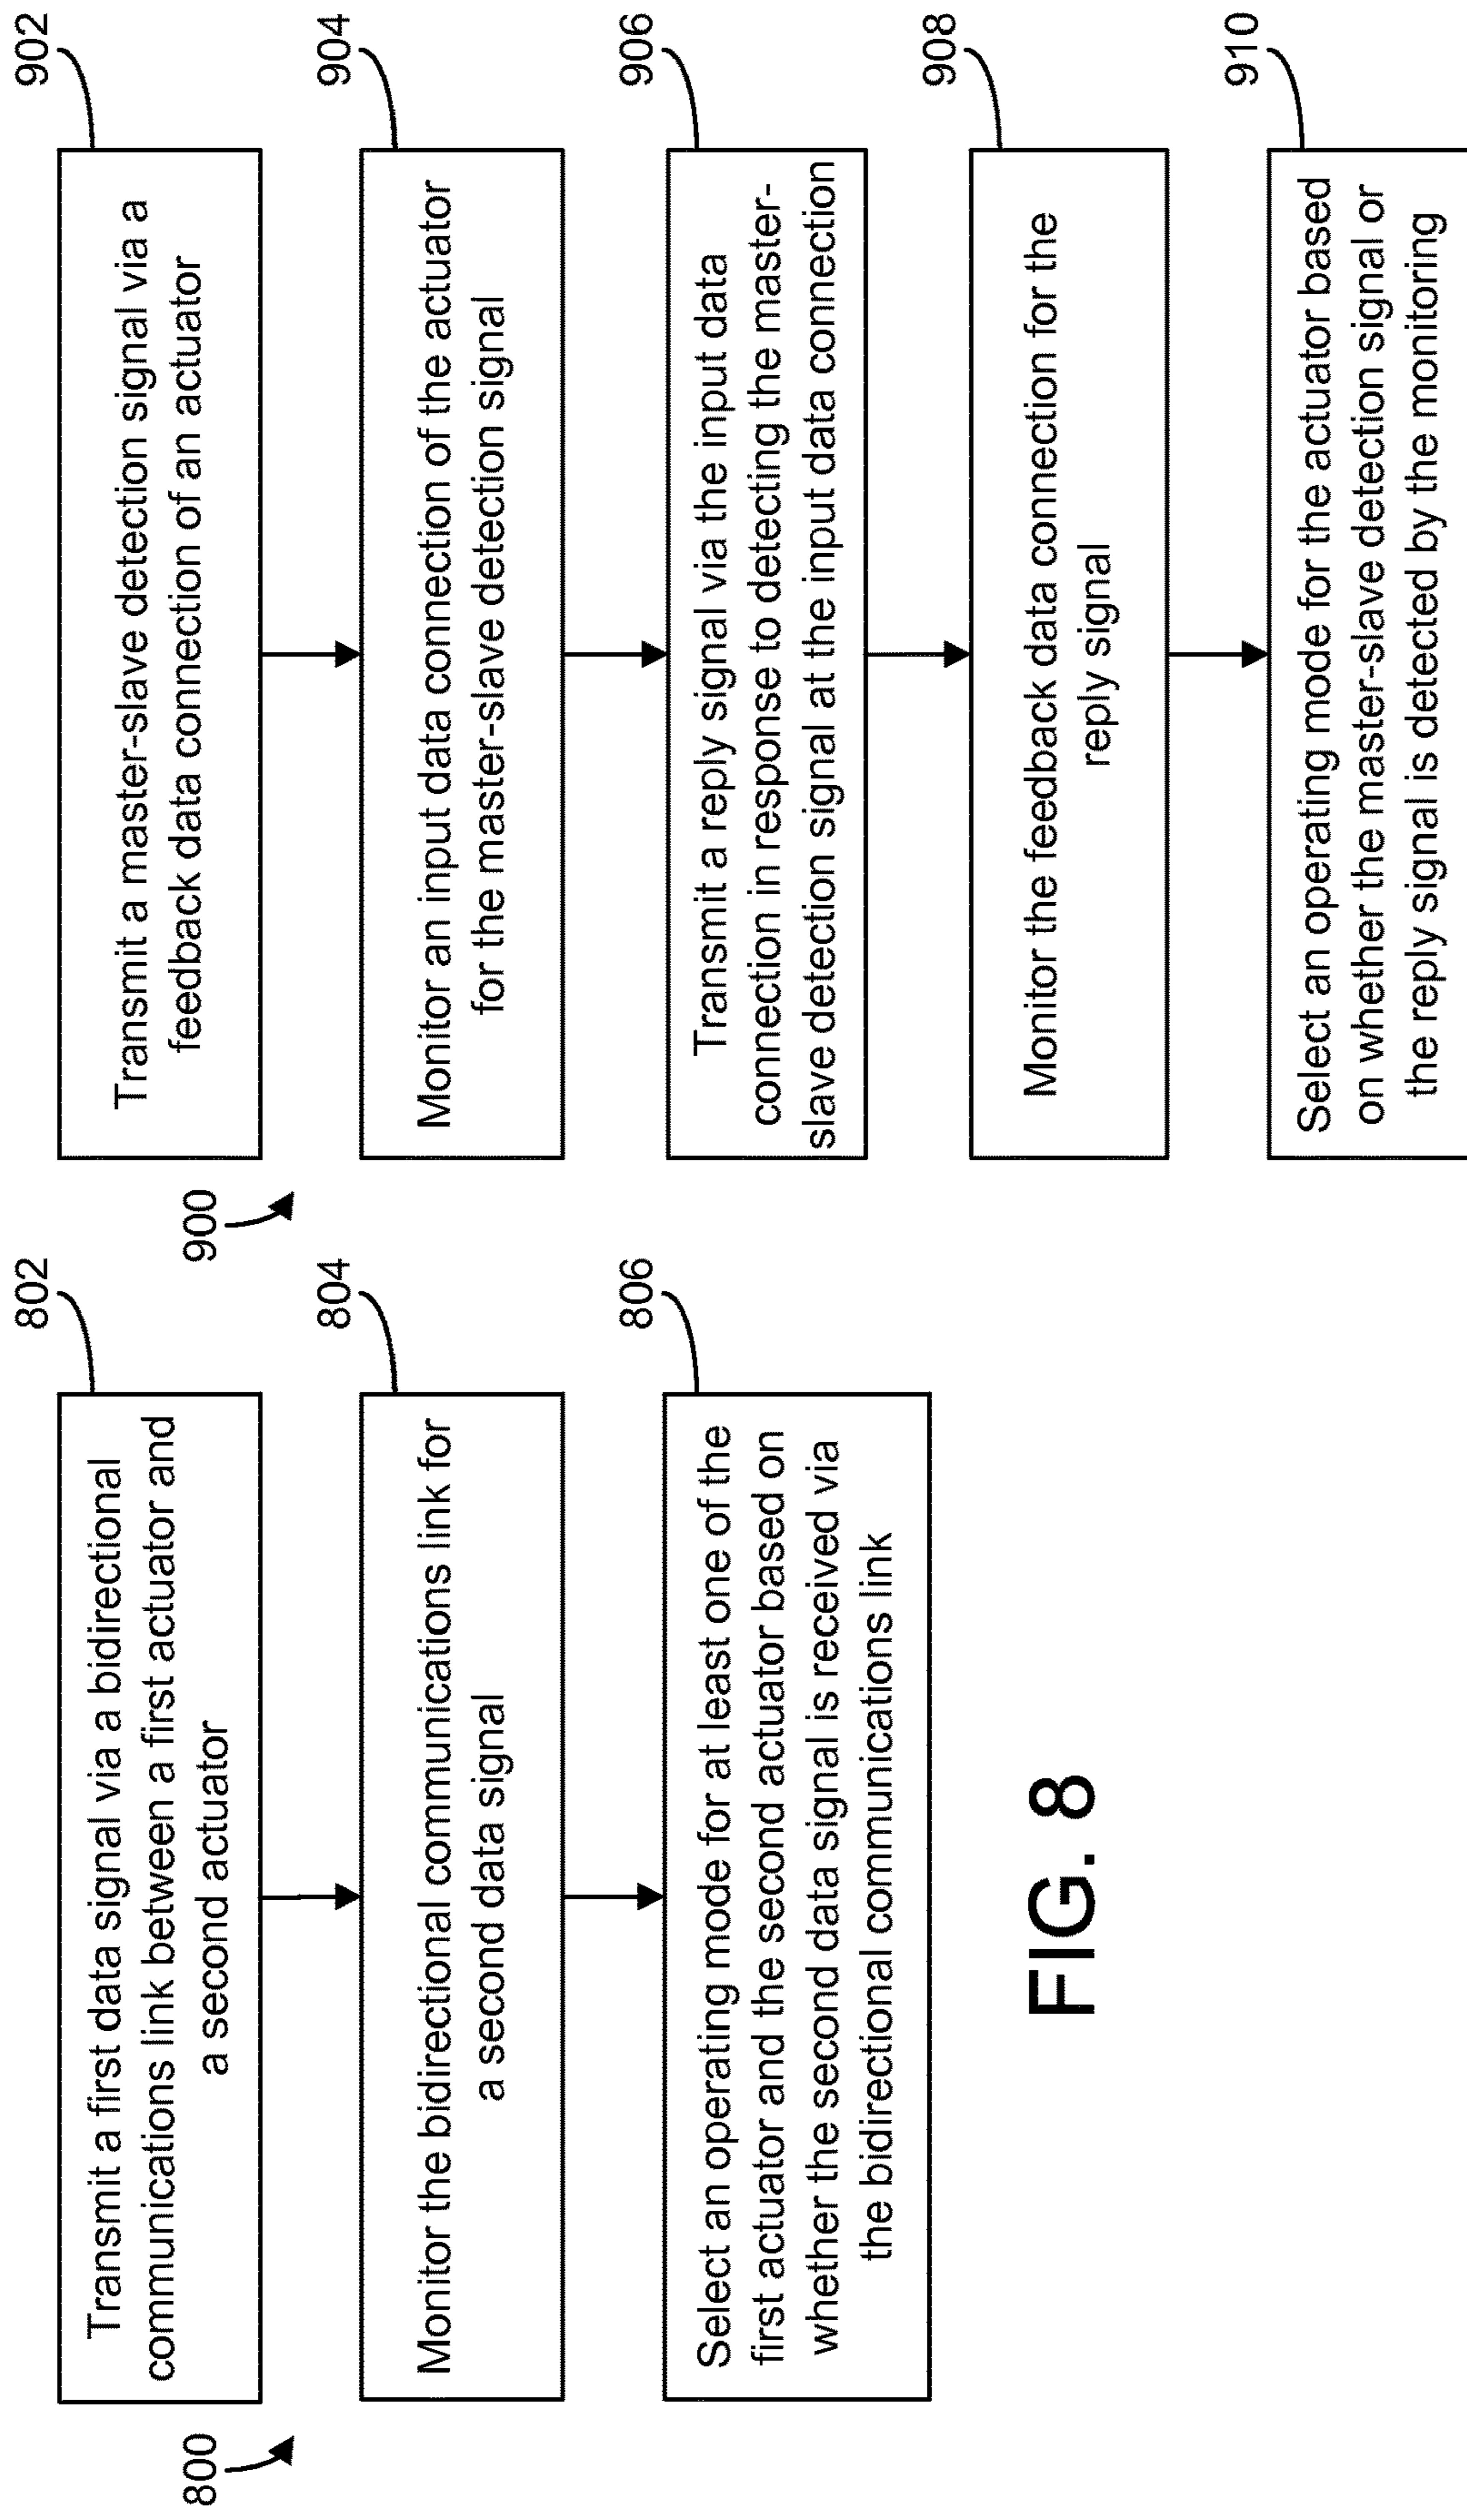 800
802
Transmit a first data signal via a bidirectional
communications link between a first actuator and
a second actuator
804
Monitor the bidirectional communications link for
a second data signal
806
Select an operating mode for at least one of the
first actuator and the second actuator based on
whether the second data signal is received via
the bidirectional communications link
FIG. 8
900
902
Transmit a master-slave detection signal via a
feedback data connection of an actuator
904
Monitor an input data connection of the actuator
for the master-slave detection signal
906
Transmit a reply signal via the input data
connection in response to detecting the master-
slave detection signal at the input data connection
908
Monitor the feedback data connection for the
reply signal
910
Select an operating mode for the actuator based
on whether the master-slave detection signal or
the reply signal is detected by the monitoring